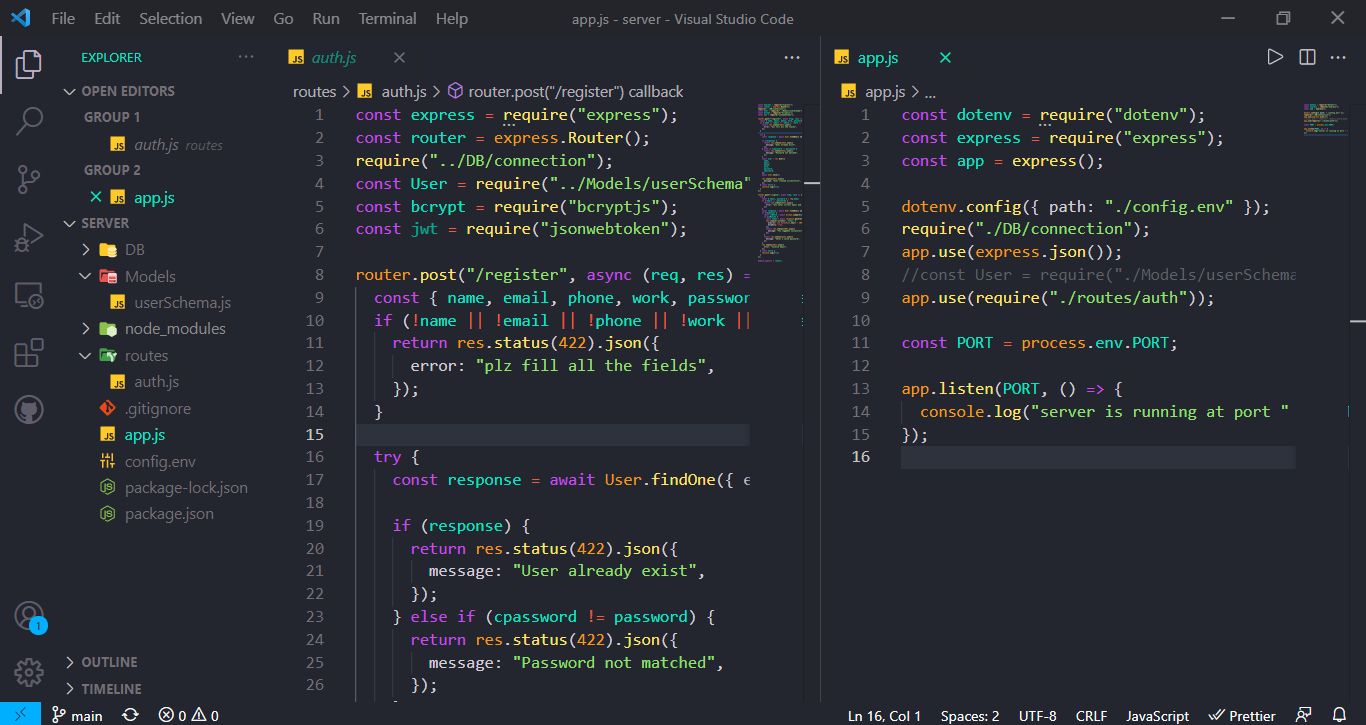 File Edit Selection View Go Run Terminal Help
app.js - server - Visual Studio Code
EXPLORER
OPEN EDITORS
GROUP 1
JS auth.js routes
GROUP 2
JS app.js
SERVER
DB
Models
JS userSchema.js
node_modules
routes
JS auth.js
.gitignore
JS app.js
config.env
package-lock.json
package.json
OUTLINE
TIMELINE
1
JS auth.js
routes > JS auth.js > router.post("/register") callback
1 const express = require("express");
2 const router = express.Router();
3 require("../DB/connection");
4 const User = require("../Models/userSchema"
5 const bcrypt = require("bcryptjs");
6 const jwt = require("jsonwebtoken");
7
8 router.post("/register", async (req, res) =
9 const { name, email, phone, work, passwor
10 if (!name || !email || !phone || !work ||
11 return res.status(422).json({
12 error: "plz fill all the fields",
13 });
14 }
15
16 try {
17 const response = await User.findOne({ e
18
19 if (response) {
20 return res.status(422).json({
21 message: "User already exist",
22 });
23 } else if (cpassword != password) {
24 return res.status(422).json({
25 message: "Password not matched",
26 });
JS app.js
JS app.js > ...
1 const dotenv = require("dotenv");
2 const express = require("express");
3 const app = express();
4
5 dotenv.config({ path: "./config.env" });
6 require("./DB/connection");
7 app.use(express.json());
8 //const User = require("./Models/userSchema
9 app.use(require("./routes/auth"));
10
11 const PORT = process.env.PORT;
12
13 app.listen(PORT, () => {
14 console.log("server is running at port "
15 });
16
main 0 0 Ln 16, Col 1 Spaces: 2 UTF-8 CRLF JavaScript Prettier